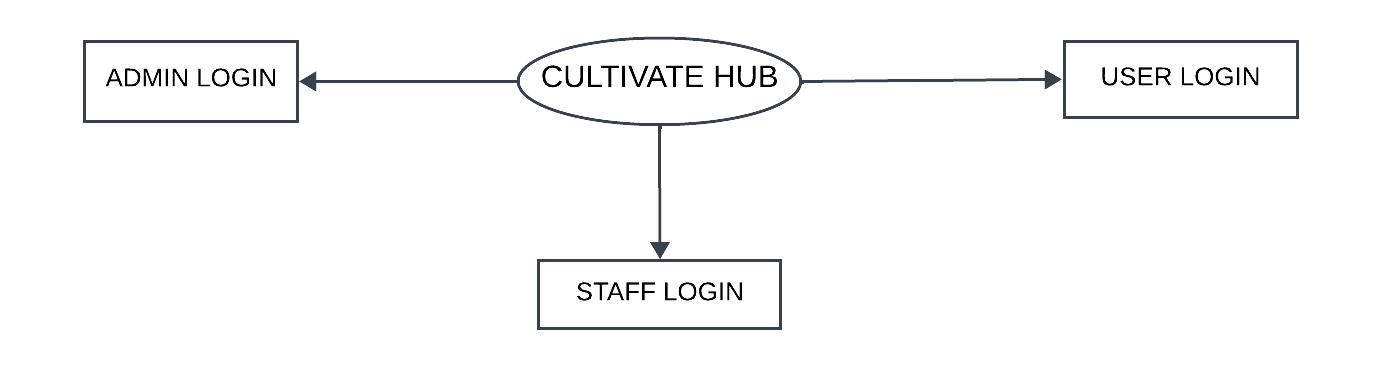 ADMIN LOGIN
CULTIVATE HUB
USER LOGIN
STAFF LOGIN